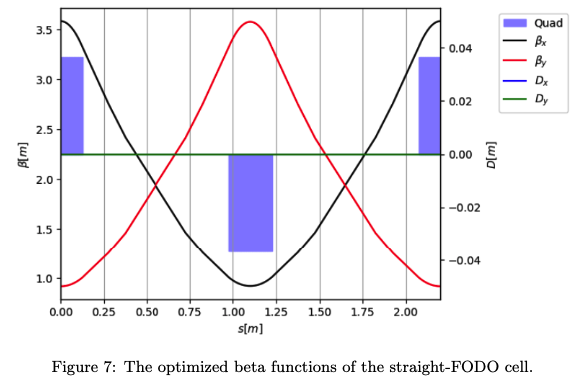 3.5
3.0
2.5
2.0
1.5
1.0
β[m]
0.04
0.02
0.00
−0.02
−0.04
D[m]
0.00 0.25 0.50 0.75 1.00 1.25 1.50 1.75 2.00
s[m]
Quad
βx
βy
Dx
Dy
Figure 7: The optimized beta functions of the straight-FODO cell.